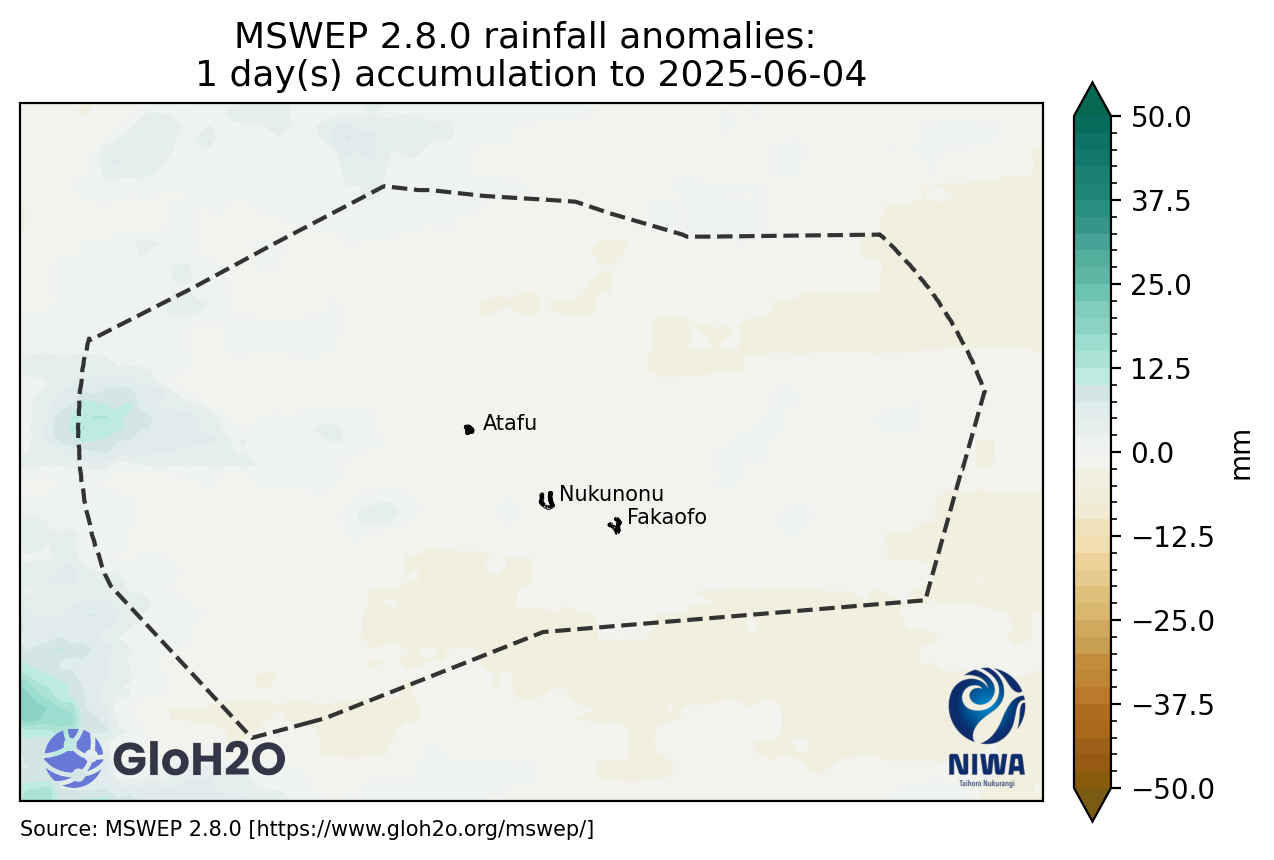 MSWEP 2.8.0 rainfall anomalies:
1 day(s) accumulation to 2025-06-04
50.0
37.5
25.0
12.5
0.0
−12.5
−25.0
−37.5
−50.0
mm
Atafu
Nukunonu
Fakaofo
GloH2O
NIWA
Taihoro Nukurangi
Source: MSWEP 2.8.0 [https://www.gloh2o.org/mswep/]